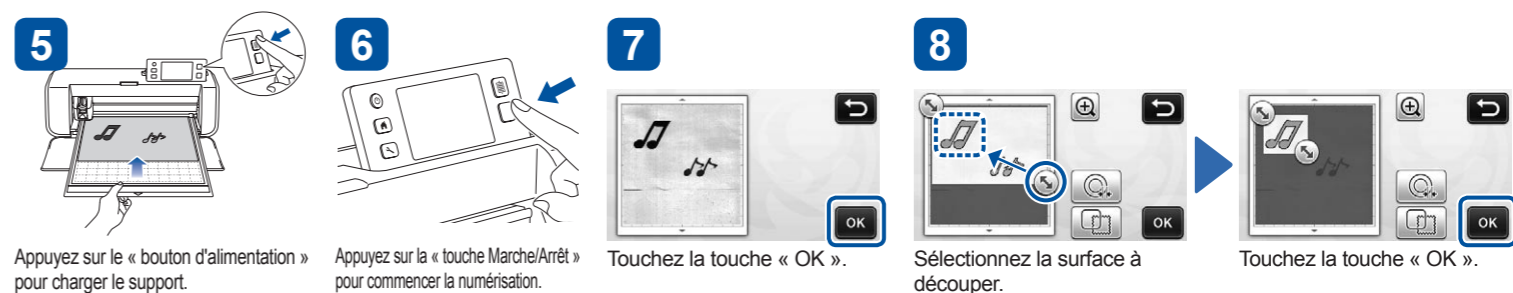 5
Appuyez sur le « bouton d'alimentation »
pour charger le support.
6
Appuyez sur la « touche Marche/Arrêt »
pour commencer la numérisation.
7
OK
Touchez la touche « OK ».
8
OK
Sélectionnez la surface à
découper.
OK
Touchez la touche « OK ».